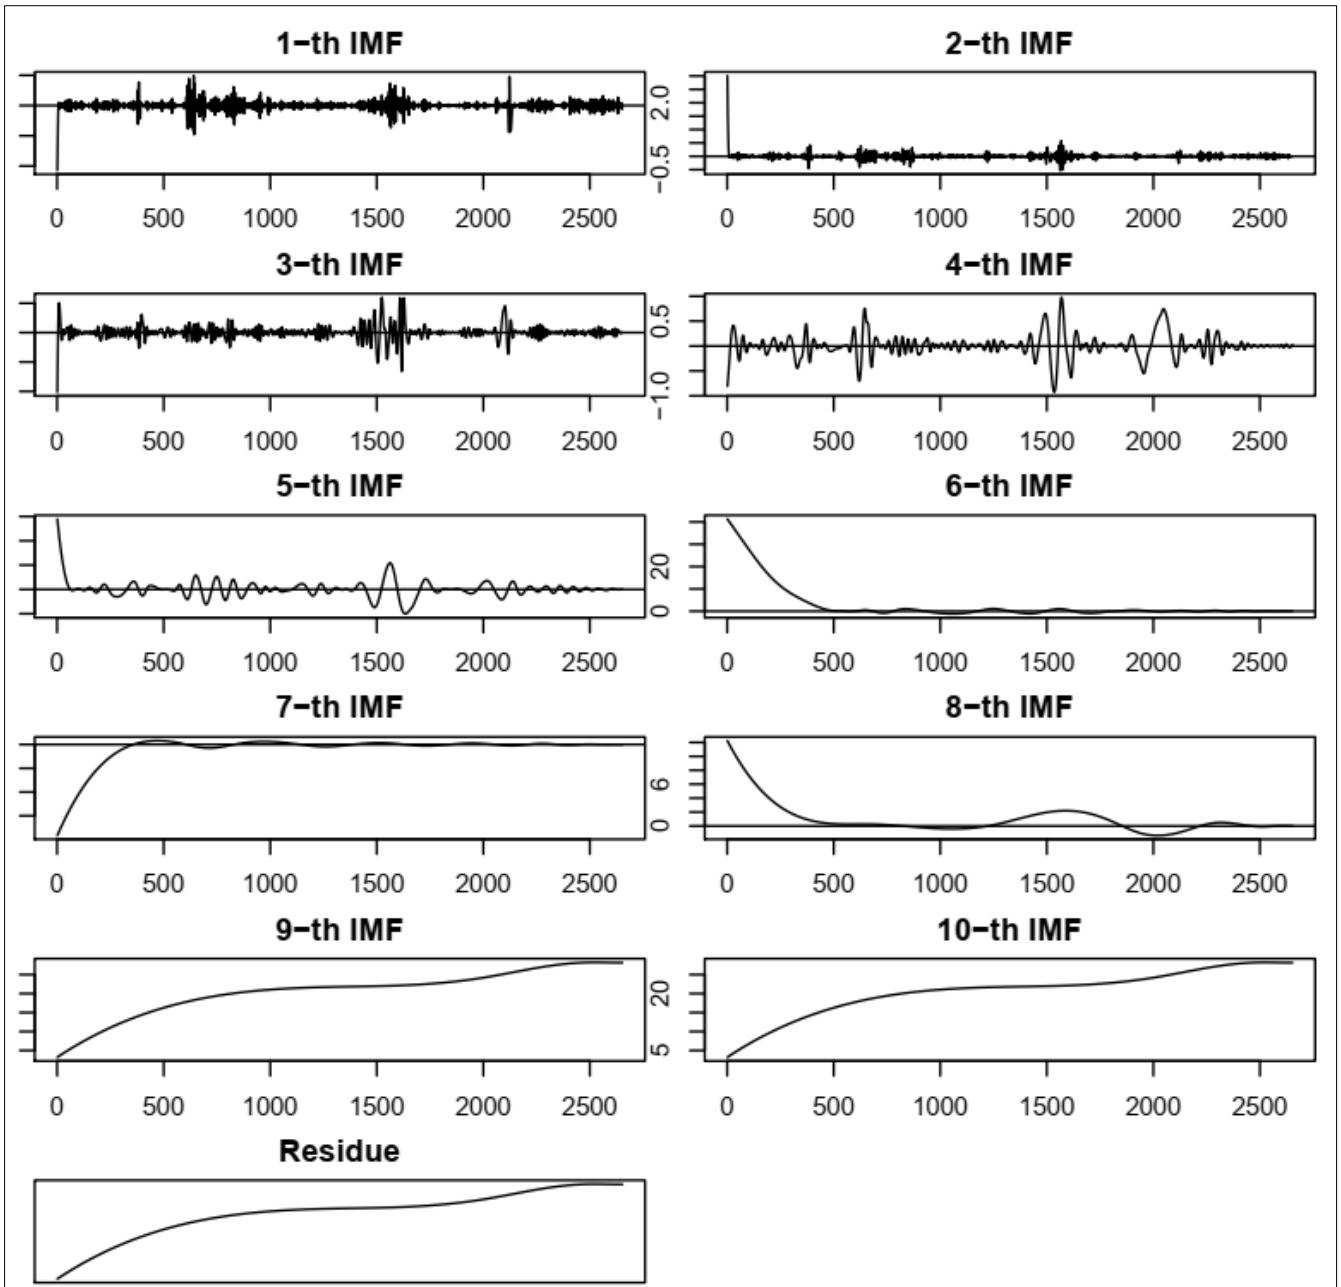 1−th IMF
2−th IMF
2.0
−0.5
0 500 1000 1500 2000 2500
0 500 1000 1500 2000 2500
3−th IMF
4−th IMF
0.5
−1.0
0 500 1000 1500 2000 2500
0 500 1000 1500 2000 2500
5−th IMF
6−th IMF
20
0
0 500 1000 1500 2000 2500
0 500 1000 1500 2000 2500
7−th IMF
8−th IMF
6
0
0 500 1000 1500 2000 2500
0 500 1000 1500 2000 2500
9−th IMF
10−th IMF
20
5
0 500 1000 1500 2000 2500
0 500 1000 1500 2000 2500
Residue